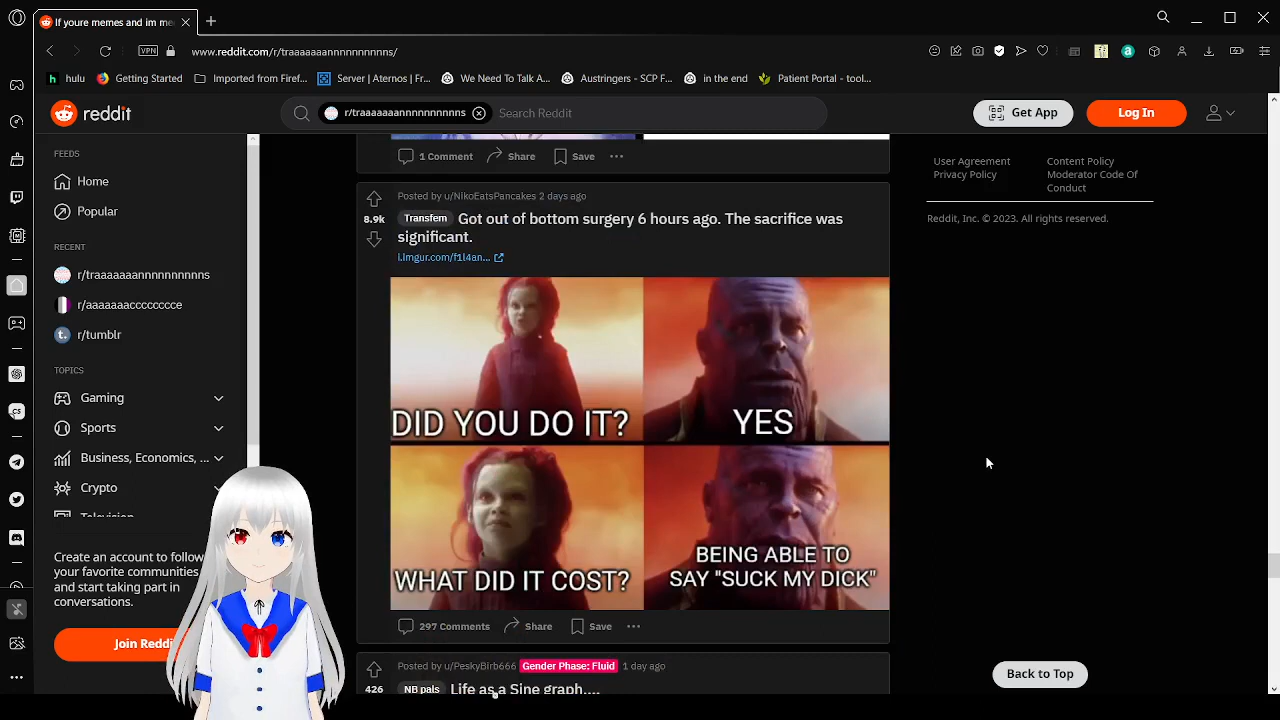 If youre memes and im me
VPN
www.reddit.com/r/traaaaaaannnnnnnnnns/
h hulu
Getting Started
Imported from Firef...
Server | Aternos | Fr...
We Need To Talk A...
Austringers - SCP F...
in the end
Patient Portal - tool...
reddit
r/traaaaaaannnnnnnnnns
Search Reddit
Get App
Log In
FEEDS
Home
Popular
RECENT
r/traaaaaaannnnnnnnnns
r/aaaaaaacccccccce
t. r/tumblr
TOPICS
Gaming
Sports
Business, Economics, ...
Crypto
Television
Create an account to follow
your favorite communities
and start taking part in
conversations.
Join Reddi
1 Comment
Share
Save
Posted by u/NikoEatsPancakes 2 days ago
8.9k
Transfem Got out of bottom surgery 6 hours ago. The sacrifice was
significant.
i.imgur.com/f1l4an...
DID YOU DO IT?
YES
WHAT DID IT COST?
BEING ABLE TO
SAY "SUCK MY DICK"
297 Comments
Share
Save
Posted by u/PeskyBirb666 Gender Phase: Fluid 1 day ago
426
NB pals Life as a Sine graph....
User Agreement
Privacy Policy
Content Policy
Moderator Code Of
Conduct
Reddit, Inc. © 2023. All rights reserved.
Back to Top